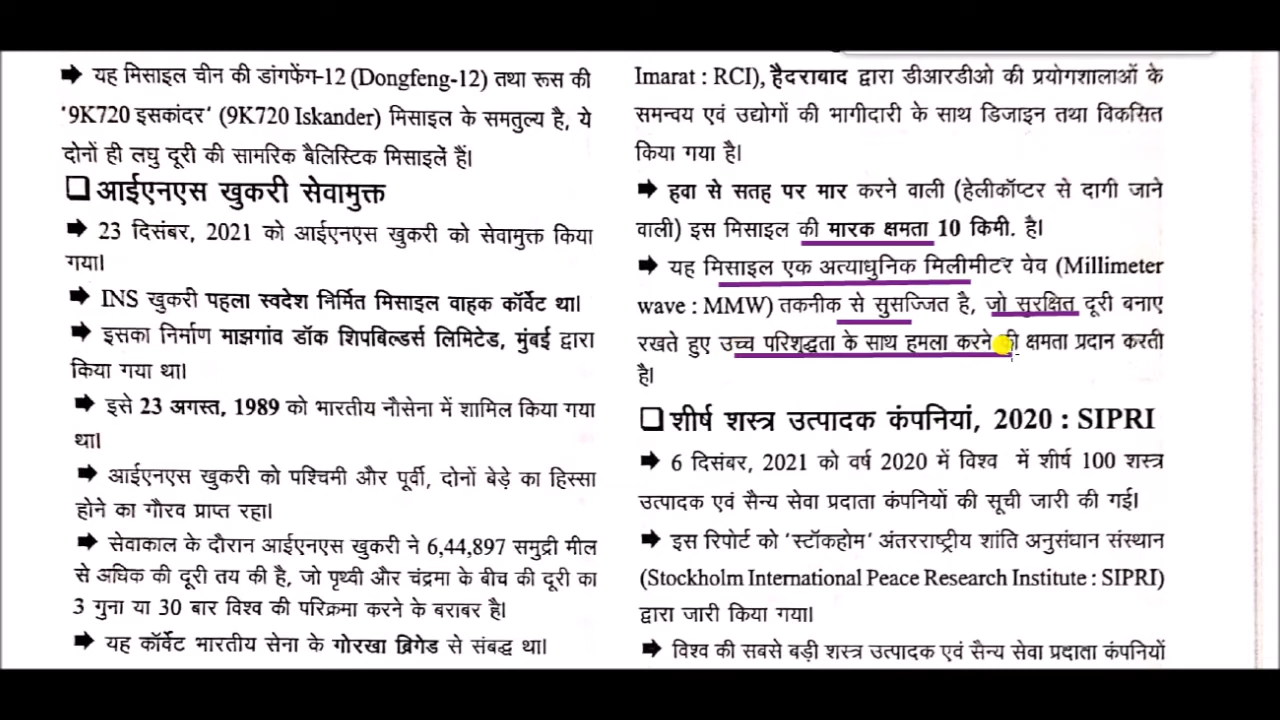 ➡ यह मिसाइल चीन की डांगफेंग-12 (Dongfeng-12) तथा रूस की
'9K720 इसकांदर' (9K720 Iskander) मिसाइल के समतुल्य है, ये
दोनों ही लघु दूरी की सामरिक बैलिस्टिक मिसाइलें हैं।
❑ आईएनएस खुकरी सेवामुक्त
➡ 23 दिसंबर, 2021 को आईएनएस खुकरी को सेवामुक्त किया
गया।
➡ INS खुकरी पहला स्वदेश निर्मित मिसाइल वाहक कॉर्वेट था।
➡ इसका निर्माण माझगांव डॉक शिपबिल्डर्स लिमिटेड, मुंबई द्वारा
किया गया था।
➡ इसे 23 अगस्त, 1989 को भारतीय नौसेना में शामिल किया गया
था।
➡ आईएनएस खुकरी को पश्चिमी और पूर्वी, दोनों बेड़े का हिस्सा
होने का गौरव प्राप्त रहा।
➡ सेवाकाल के दौरान आईएनएस खुकरी ने 6,44,897 समुद्री मील
से अधिक की दूरी तय की है, जो पृथ्वी और चंद्रमा के बीच की दूरी का
3 गुना या 30 बार विश्व की परिक्रमा करने के बराबर है।
➡ यह कॉर्वेट भारतीय सेना के गोरखा ब्रिगेड से संबद्ध था।
Imarat : RCI), हैदराबाद द्वारा डीआरडीओ की प्रयोगशालाओं के
समन्वय एवं उद्योगों की भागीदारी के साथ डिजाइन तथा विकसित
किया गया है।
➡ हवा से सतह पर मार करने वाली (हेलीकॉप्टर से दागी जाने
वाली) इस मिसाइल की मारक क्षमता 10 किमी. है।
➡ यह मिसाइल एक अत्याधुनिक मिलीमीटर वेव (Millimeter
wave : MMW) तकनीक से सुसज्जित है, जो सुरक्षित दूरी बनाए
रखते हुए उच्च परिशुद्धता के साथ हमला करने की क्षमता प्रदान करती
है।
❑ शीर्ष शस्त्र उत्पादक कंपनियां, 2020 : SIPRI
➡ 6 दिसंबर, 2021 को वर्ष 2020 में विश्व में शीर्ष 100 शस्त्र
उत्पादक एवं सैन्य सेवा प्रदाता कंपनियों की सूची जारी की गई।
➡ इस रिपोर्ट को 'स्टॉकहोम' अंतरराष्ट्रीय शांति अनुसंधान संस्थान
(Stockholm International Peace Research Institute : SIPRI)
द्वारा जारी किया गया।
➡ विश्व की सबसे बड़ी शस्त्र उत्पादक एवं सैन्य सेवा प्रदाता कंपनियों